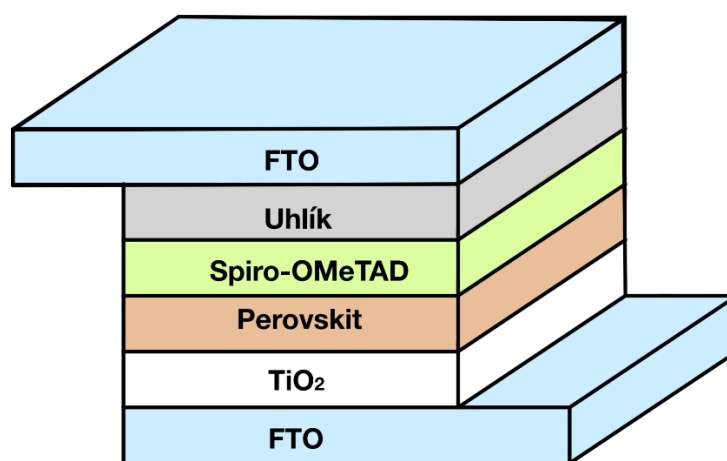 FTO
Uhlík
Spiro-OMeTAD
Perovskit
TiO₂
FTO